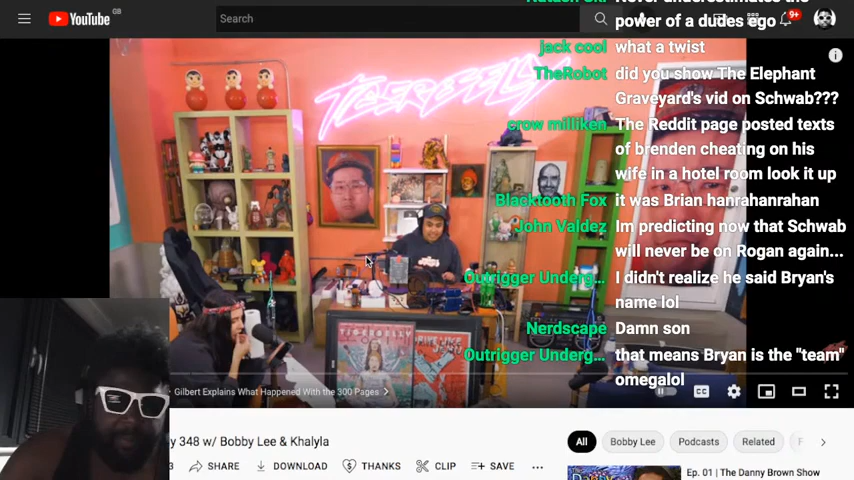 YouTube GB
Search
9+
power of a dudes ego
jack cool what a twist
TheRobot did you show The Elephant
Graveyard's vid on Schwab???
crow milliken The Reddit page posted texts
of brenden cheating on his
wife in a hotel room look it up
Blacktooth Fox it was Brian hanrahanrahan
John Valdez Im predicting now that Schwab
will never be on Rogan again...
Outrigger Underg... I didn't realize he said Bryan's
name lol
Nerdscape Damn son
Outrigger Underg... that means Bryan is the "team"
omegalol
TIGERBELLY
TIGERBELLY
Gilbert Explains What Happened With the 300 Pages
CC
y 348 w/ Bobby Lee & Khalyla
3 SHARE DOWNLOAD THANKS CLIP SAVE ...
All Bobby Lee Podcasts Related F
Ep. 01 | The Danny Brown Show